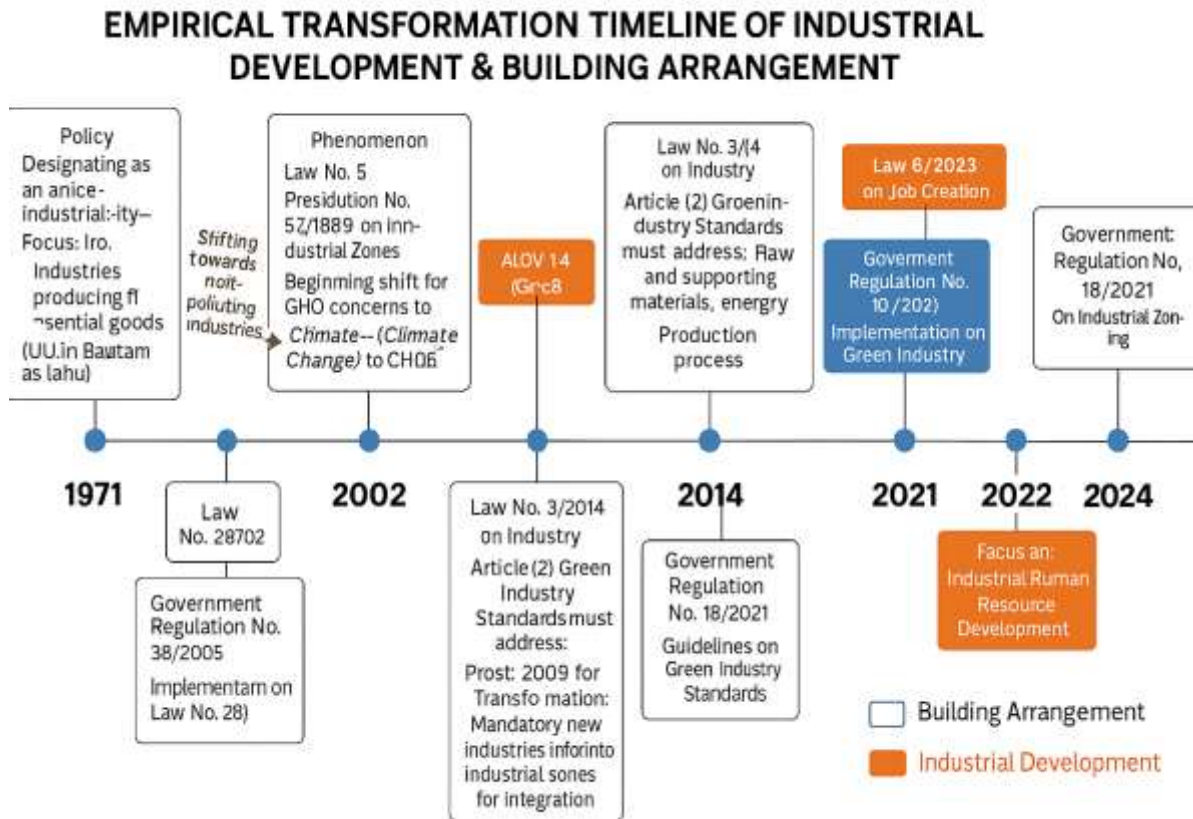 EMPIRICAL TRANSFORMATION TIMELINE OF INDUSTRIAL
DEVELOPMENT & BUILDING ARRANGEMENT
Policy
Designating as
an anice-
industrial:-ity—
Focus: Iro.
Industries
producing fl
sential goods
(UU.in
as lahu)
Stifting
towards
noit-
poliuting
industries
Phenomenon
Law No. 5
Presidution No.
5Z/1889 on inn-
dustrial Zones
Beginning shift for
GHO concerns to
Chimate-- (Climate
Change) to
ALOV 1-4
Law No. 3/(4
on Industry
Article (2) Groenin-
dustry Standards
must address; Raw
and supporting
materials, energry
Production
process
Law 6/2023
on Job Creation
Goverment
Regulation No.
10/202)
Implementation on
Green Industry
Government:
Regulation No,
18/2021
On Industrial Zon-
ing
1971
2002
2014
2021
2022
2024
Law
No. 28702
Government
Regulation No.
38/2005
Implementam on
Law No. 28)
Law No. 3/2014
on Industry
Article (2) Green
Industry
Standards must
address:
Prost: 2009 for
Transfo mation:
Mandatory new
industries inforinto
industrial sones
for integration
Government
Regulation
No. 18/2021
Guidelines on
Green Industry
Standards
Facus an:
Industrial Ruman
Resource
Development
Building Arrangement
Industrial Development